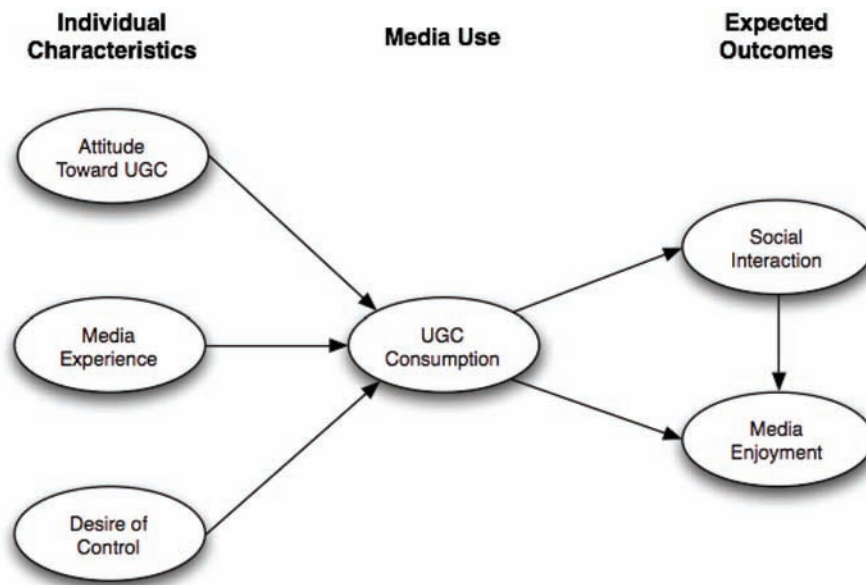 Individual
Characteristics
Media Use
Expected
Outcomes
Attitude
Toward UGC
Media
Experience
Desire of
Control
UGC
Consumption
Social
Interaction
Media
Enjoyment